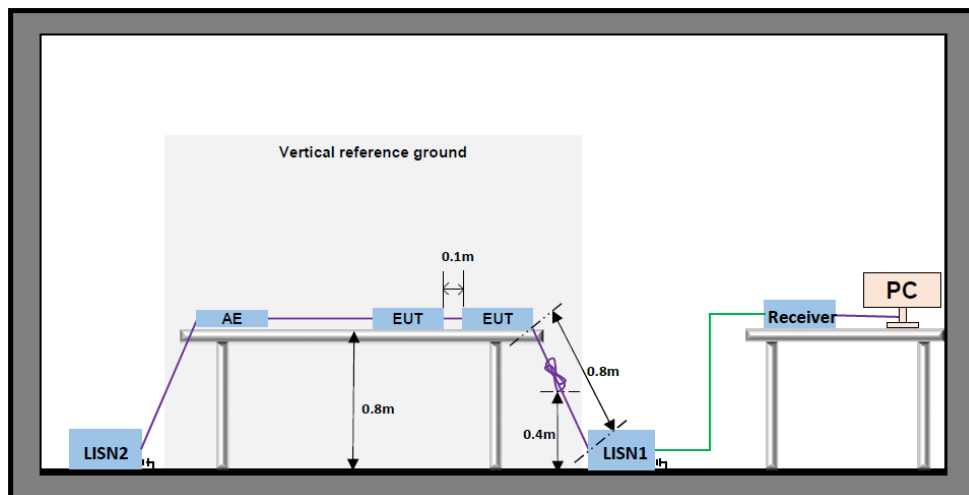 Vertical reference ground
0.1m
AE
EUT
EUT
0.8m
0.8m
0.4m
LISN2
LISN1
Receiver
PC